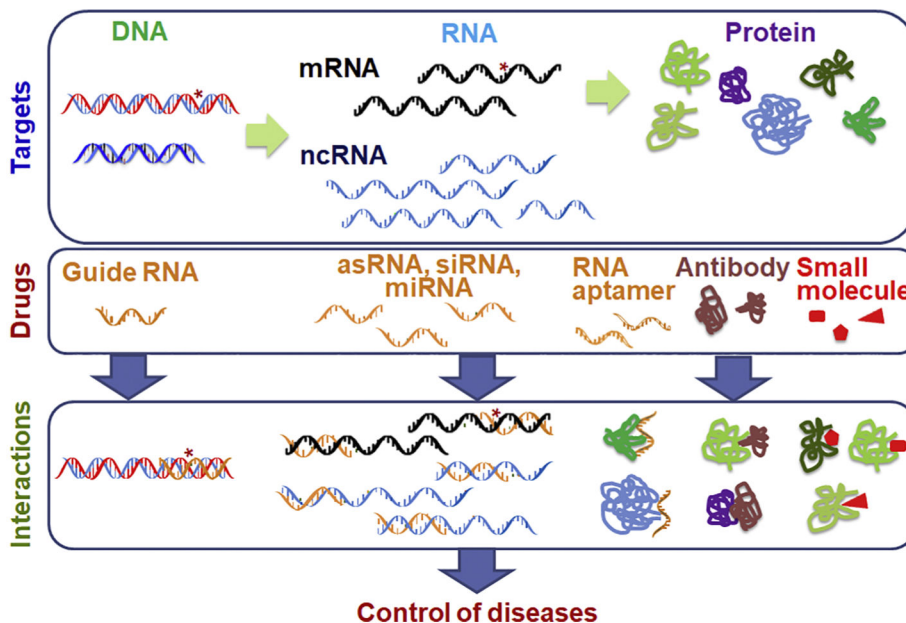 Targets
DNA
RNA
Protein
mRNA
*
*
ncRNA
Drugs
Guide RNA
asRNA, siRNA,
miRNA
RNA
aptamer
Antibody
Small
molecule
Interactions
*
*
Control of diseases